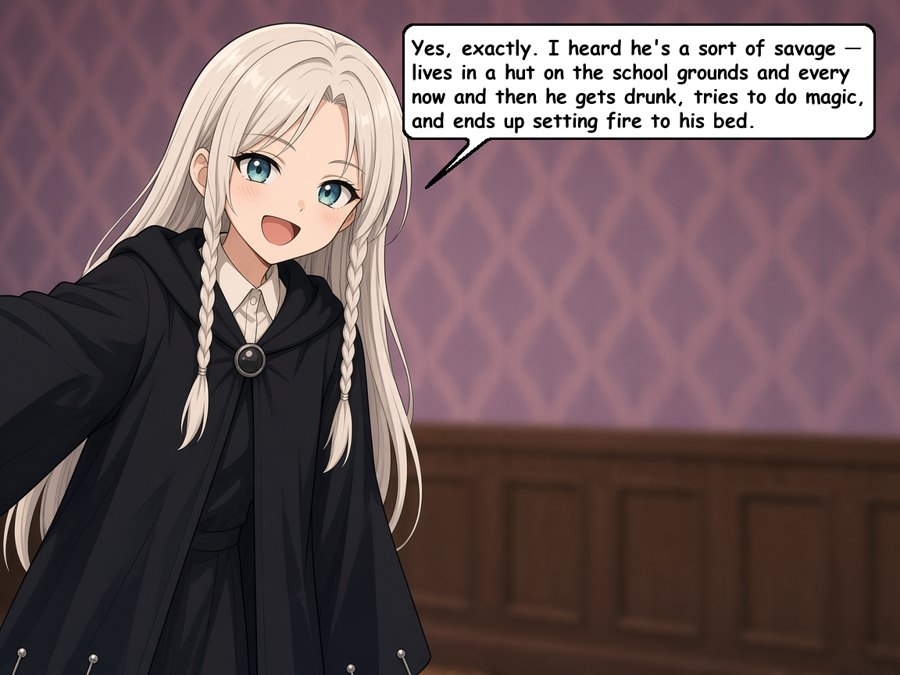 Yes, exactly. I heard he's a sort of savage —
lives in a hut on the school grounds and every
now and then he gets drunk, tries to do magic,
and ends up setting fire to his bed.